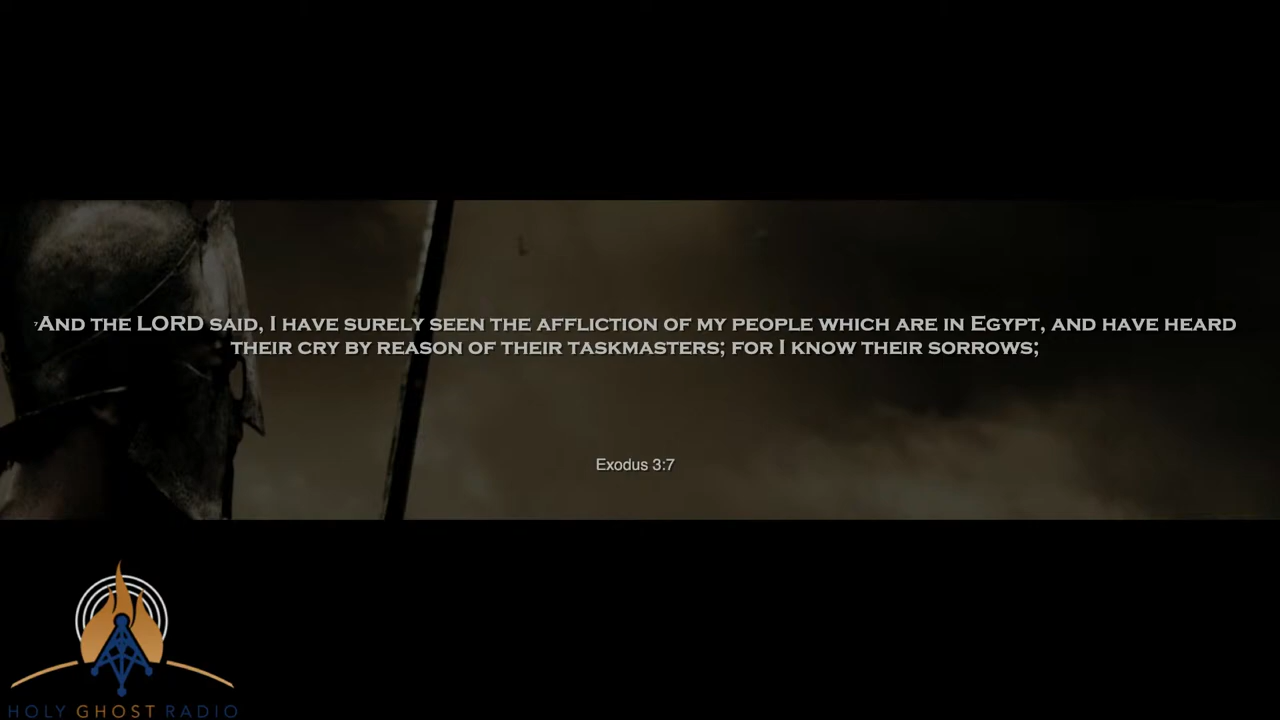 7And the LORD said, I have surely seen the affliction of my people which are in Egypt, and have heard
their cry by reason of their taskmasters; for I know their sorrows;
Exodus 3:7
HOLY GHOST RADIO